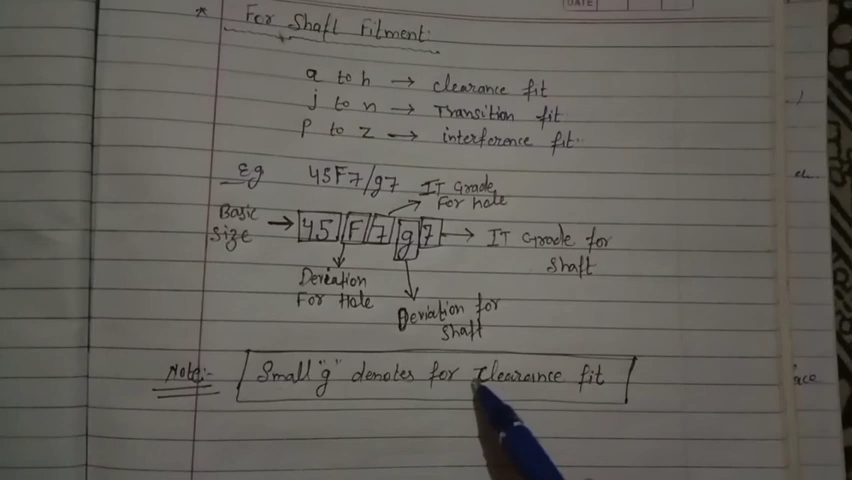 DATE
* For Shaft Fitment:
a to h → clearance fit
j to n → Transition fit
P to z → interference fit.
Eg 45F7/g7
IT Grade
For hole
Basic
Size → 45 F 7 g 7 → IT Grade for
Shaft
Deviation
For Hole
Deviation for
Shaft
Note:- Small "g" denotes for Clearance fit